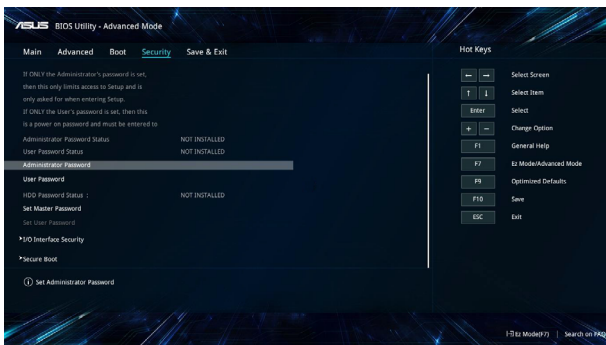 ASUS BIOS Utility - Advanced Mode
Main Advanced Boot Security Save & Exit
Hot Keys
If ONLY the Administrator's password is set,
then this only limits access to Setup and is
only asked for when entering Setup.
If ONLY the User's password is set, then this
is a power on password and must be entered to
Administrator Password Status NOT INSTALLED
User Password Status NOT INSTALLED
Administrator Password
User Password
HDD Password Status : NOT INSTALLED
Set Master Password
Set User Password
I/O Interface Security
Secure Boot
Set Administrator Password
← → Select Screen
↑ ↓ Select Item
Enter Select
+ − Change Option
F1 General Help
F7 Ez Mode/Advanced Mode
F9 Optimized Defaults
F10 Save
ESC Exit
Ez Mode(F7) | Search on FAQ